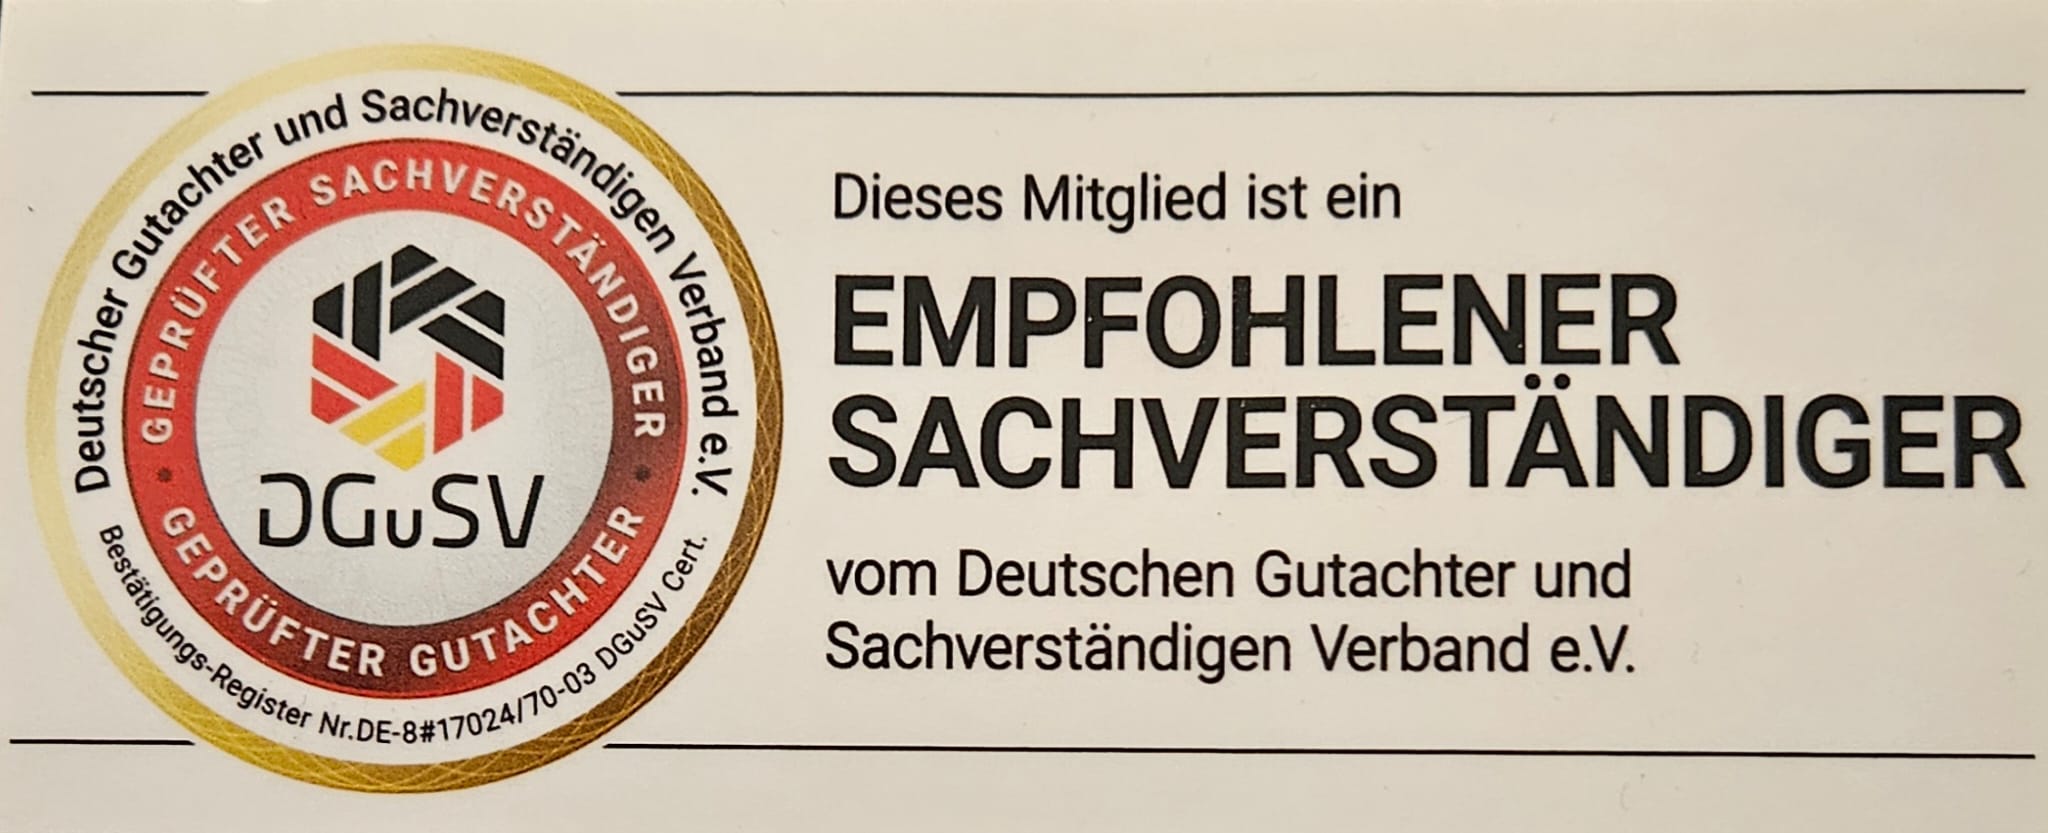 Deutscher Gutachter und Sachverständigen Verband e.V.
GEPRÜFTER SACHVERSTÄNDIGER
DGuSV
GEPRÜFTER GUTACHTER
Bestätigungs-Register Nr.DE-8#17024/70-03 DGuSV Cert.
Dieses Mitglied ist ein
EMPFOHLENER
SACHVERSTÄNDIGER
vom Deutschen Gutachter und
Sachverständigen Verband e.V.